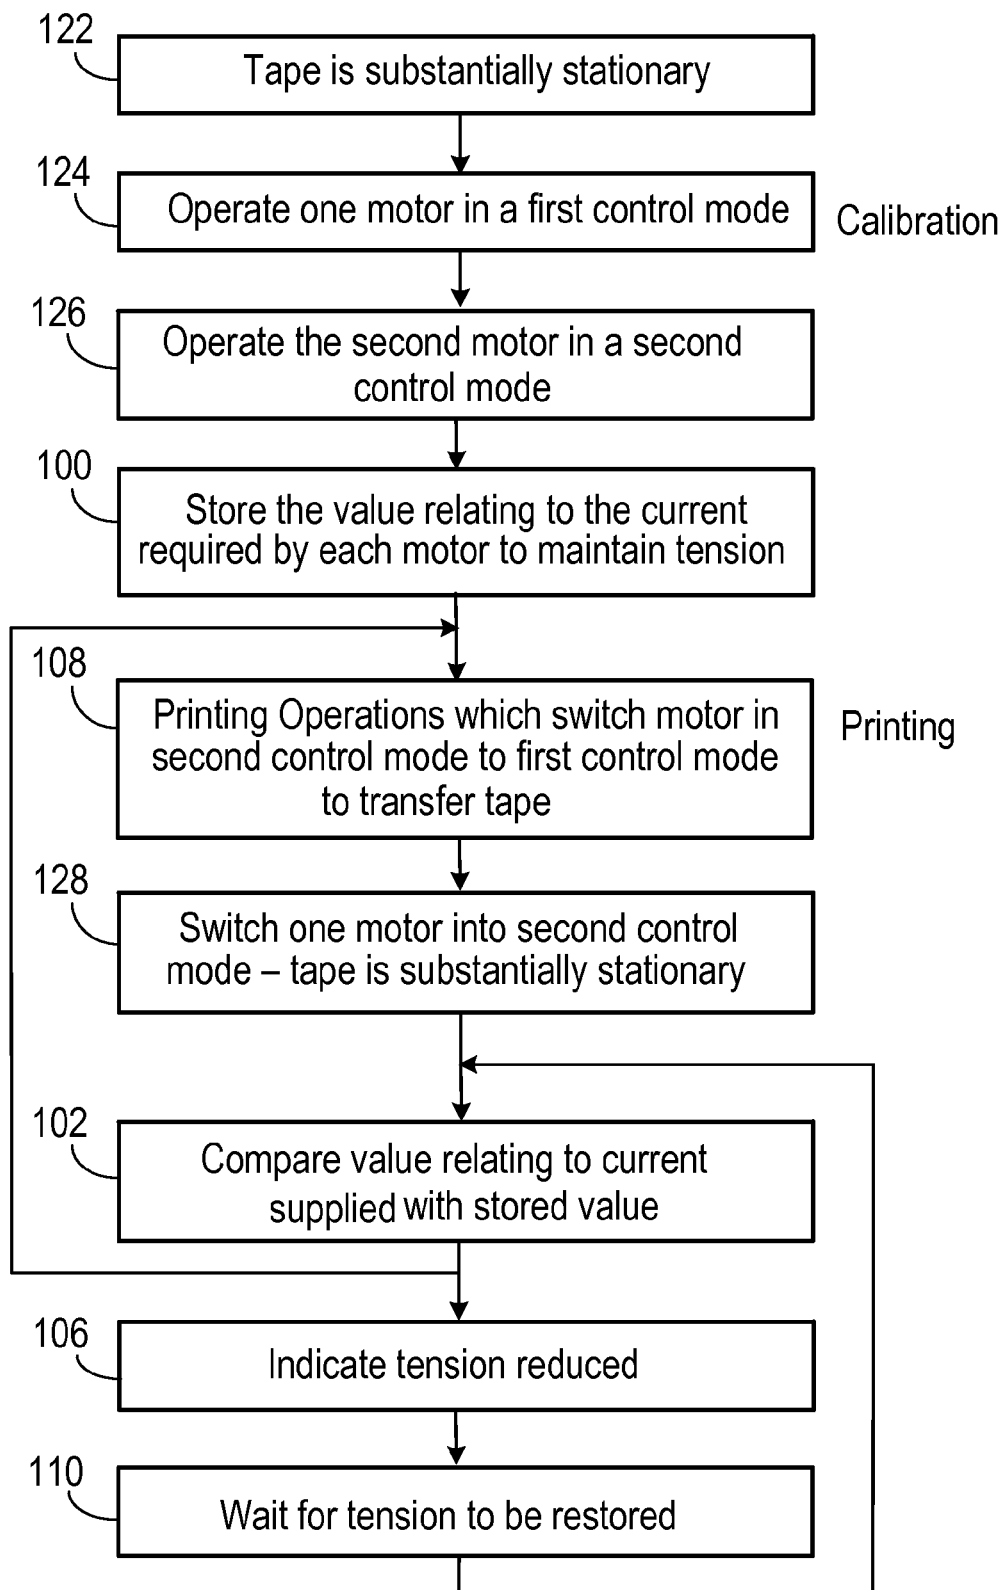 122
Tape is substantially stationary
124
Operate one motor in a first control mode
Calibration
126
Operate the second motor in a second
control mode
100
Store the value relating to the current
required by each motor to maintain tension
108
Printing Operations which switch motor in
second control mode to first control mode
to transfer tape
Printing
128
Switch one motor into second control
mode – tape is substantially stationary
102
Compare value relating to current
supplied with stored value
106
Indicate tension reduced
110
Wait for tension to be restored